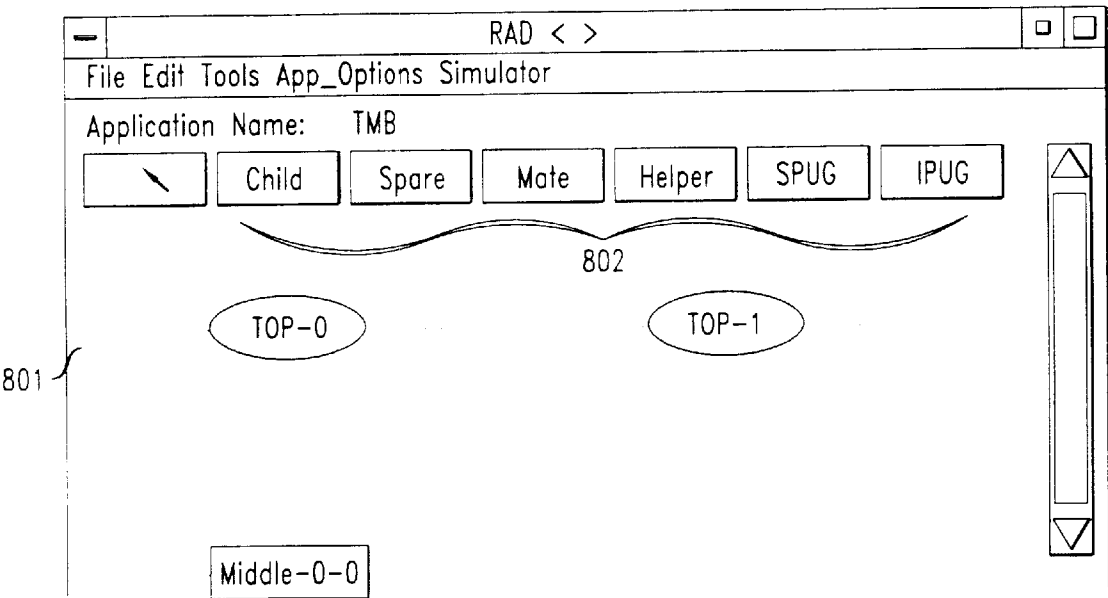 RAD < >
File Edit Tools App_Options Simulator
Application Name: TMB
Child Spare Mate Helper SPUG IPUG
802
TOP-0 TOP-1
801
Middle-0-0